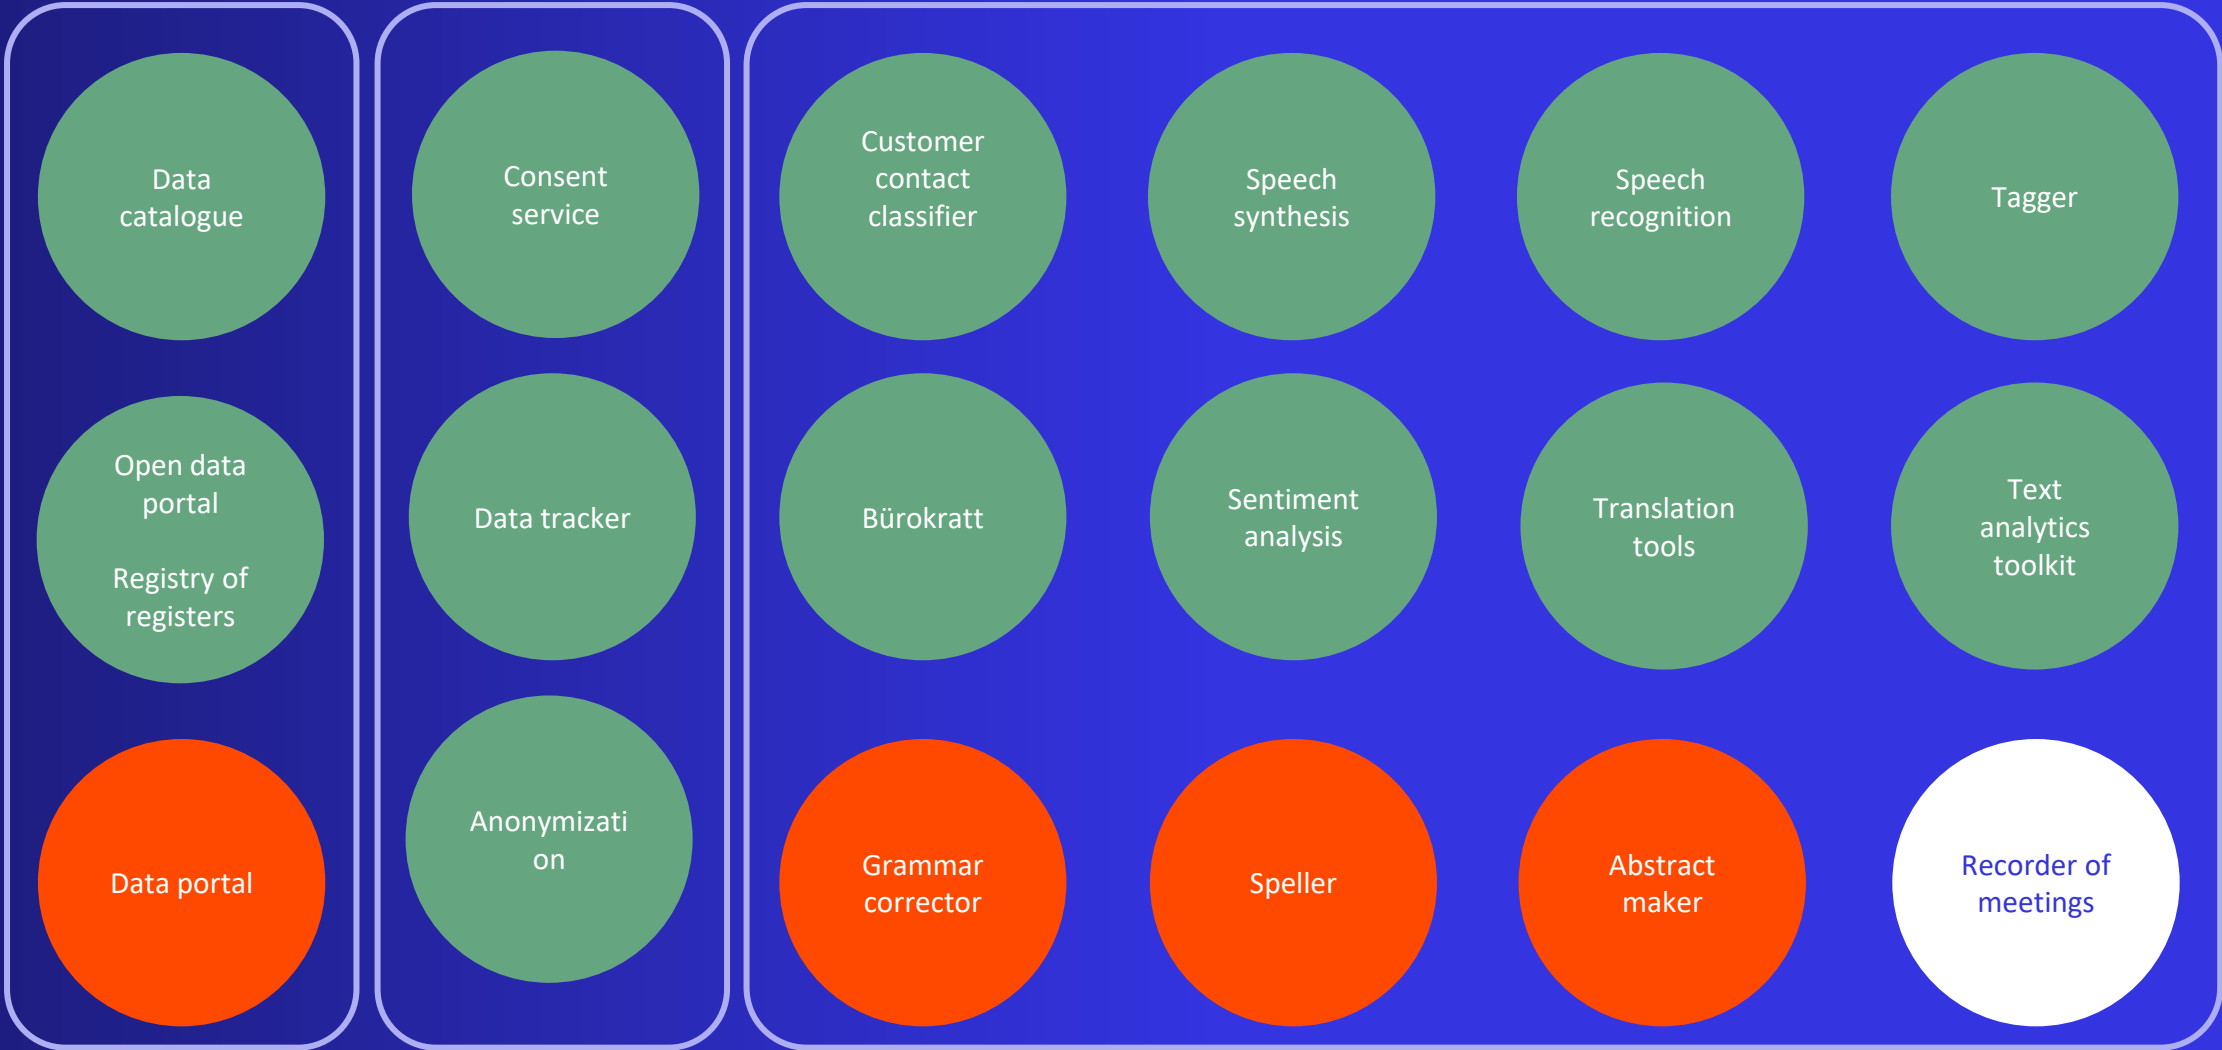 Data
catalogue
Open data
portal
Registry of
registers
Data portal
Consent
service
Data tracker
Anonymizati
on
Customer
contact
classifier
Speech
synthesis
Speech
recognition
Tagger
Bürokratt
Sentiment
analysis
Translation
tools
Text
analytics
toolkit
Grammar
corrector
Speller
Abstract
maker
Recorder of
meetings